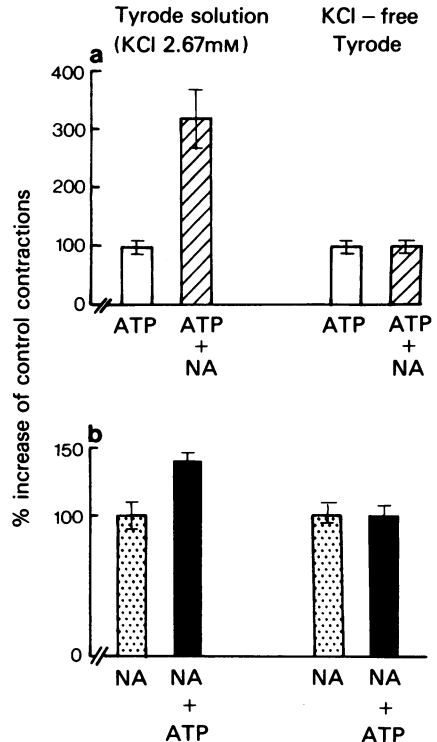 Tyrode solution
(KCl 2.67mM)
KCl – free
Tyrode
a
400
300
200
100
0
ATP
ATP
+
NA
ATP
ATP
+
NA
% increase of control contractions
b
150
100
0
NA
NA
+
ATP
NA
NA
+
ATP